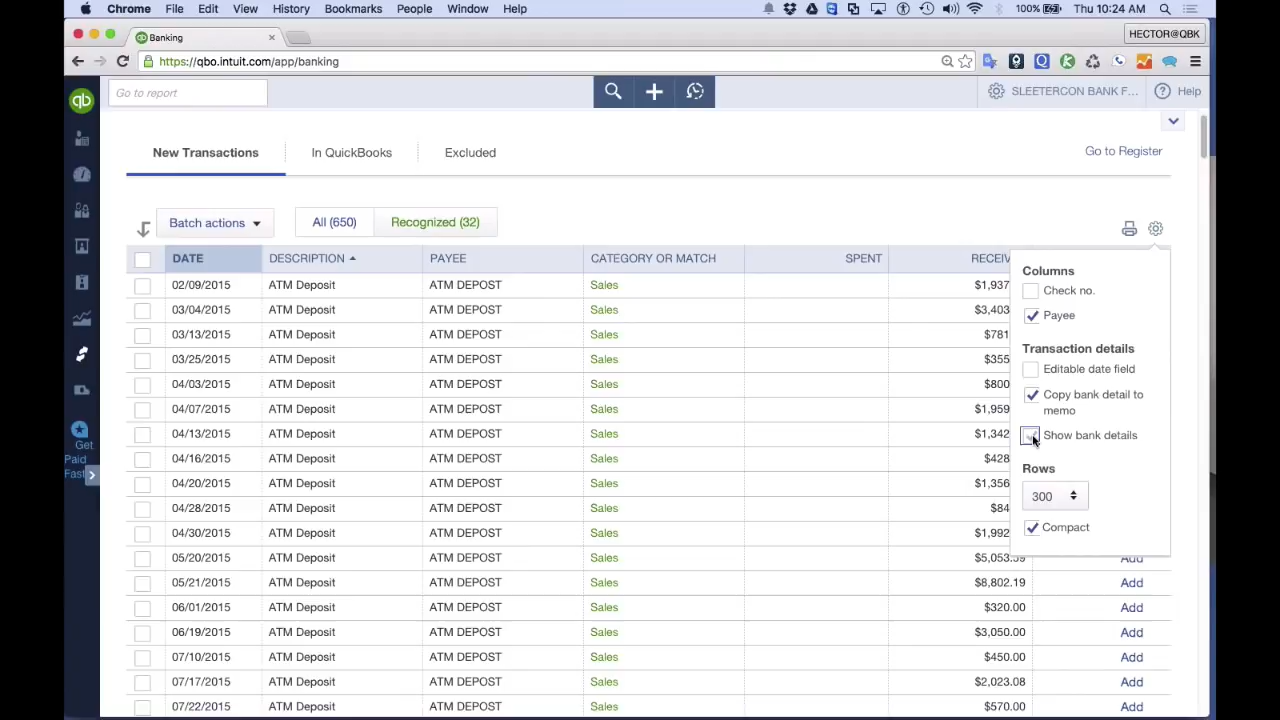 Chrome File Edit View History Bookmarks People Window Help 100% Thu 10:24 AM
Banking HECTOR@QBK
https://qbo.intuit.com/app/banking
qb Go to report SLEETERCON BANK F... Help
New Transactions In QuickBooks Excluded Go to Register
Batch actions All (650) Recognized (32)
DATE DESCRIPTION PAYEE CATEGORY OR MATCH SPENT RECEIV
02/09/2015 ATM Deposit ATM DEPOST Sales $1,937
03/04/2015 ATM Deposit ATM DEPOST Sales $3,403
03/13/2015 ATM Deposit ATM DEPOST Sales $781
03/25/2015 ATM Deposit ATM DEPOST Sales $355
04/03/2015 ATM Deposit ATM DEPOST Sales $800
04/07/2015 ATM Deposit ATM DEPOST Sales $1,959
04/13/2015 ATM Deposit ATM DEPOST Sales $1,342
04/16/2015 ATM Deposit ATM DEPOST Sales $428
04/20/2015 ATM Deposit ATM DEPOST Sales $1,356
04/28/2015 ATM Deposit ATM DEPOST Sales $84
04/30/2015 ATM Deposit ATM DEPOST Sales $1,992
05/20/2015 ATM Deposit ATM DEPOST Sales $5,053.59 Add
05/21/2015 ATM Deposit ATM DEPOST Sales $8,802.19 Add
06/01/2015 ATM Deposit ATM DEPOST Sales $320.00 Add
06/19/2015 ATM Deposit ATM DEPOST Sales $3,050.00 Add
07/10/2015 ATM Deposit ATM DEPOST Sales $450.00 Add
07/17/2015 ATM Deposit ATM DEPOST Sales $2,023.08 Add
07/22/2015 ATM Deposit ATM DEPOST Sales $570.00 Add
Columns
Check no.
Payee
Transaction details
Editable date field
Copy bank detail to
memo
Show bank details
Rows
300
Compact
Get
Paid
Fast